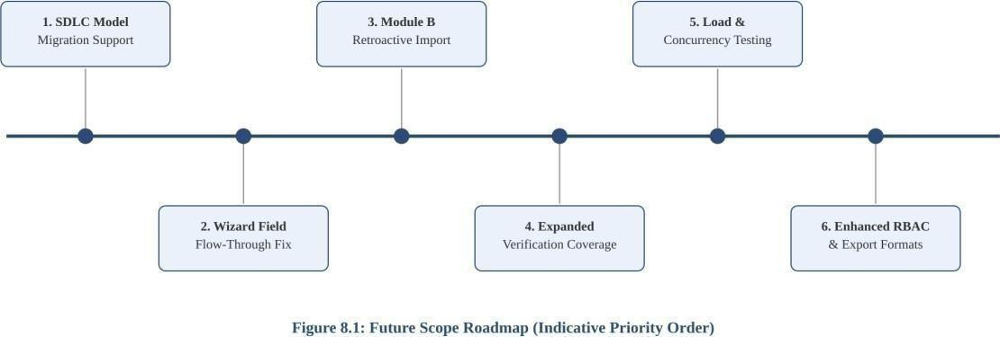 1. SDLC Model
Migration Support
2. Wizard Field
Flow-Through Fix
3. Module B
Retroactive Import
4. Expanded
Verification Coverage
5. Load &
Concurrency Testing
6. Enhanced RBAC
& Export Formats
Figure 8.1: Future Scope Roadmap (Indicative Priority Order)